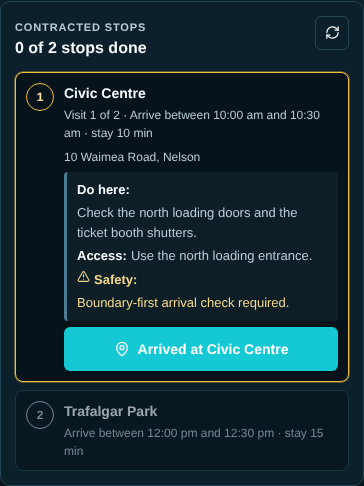 CONTRACTED STOPS
0 of 2 stops done
1
Civic Centre
Visit 1 of 2 · Arrive between 10:00 am and 10:30
am · stay 10 min
10 Waimea Road, Nelson
Do here:
Check the north loading doors and the
ticket booth shutters.
Access: Use the north loading entrance.
Safety:
Boundary-first arrival check required.
Arrived at Civic Centre
2
Trafalgar Park
Arrive between 12:00 pm and 12:30 pm · stay 15
min